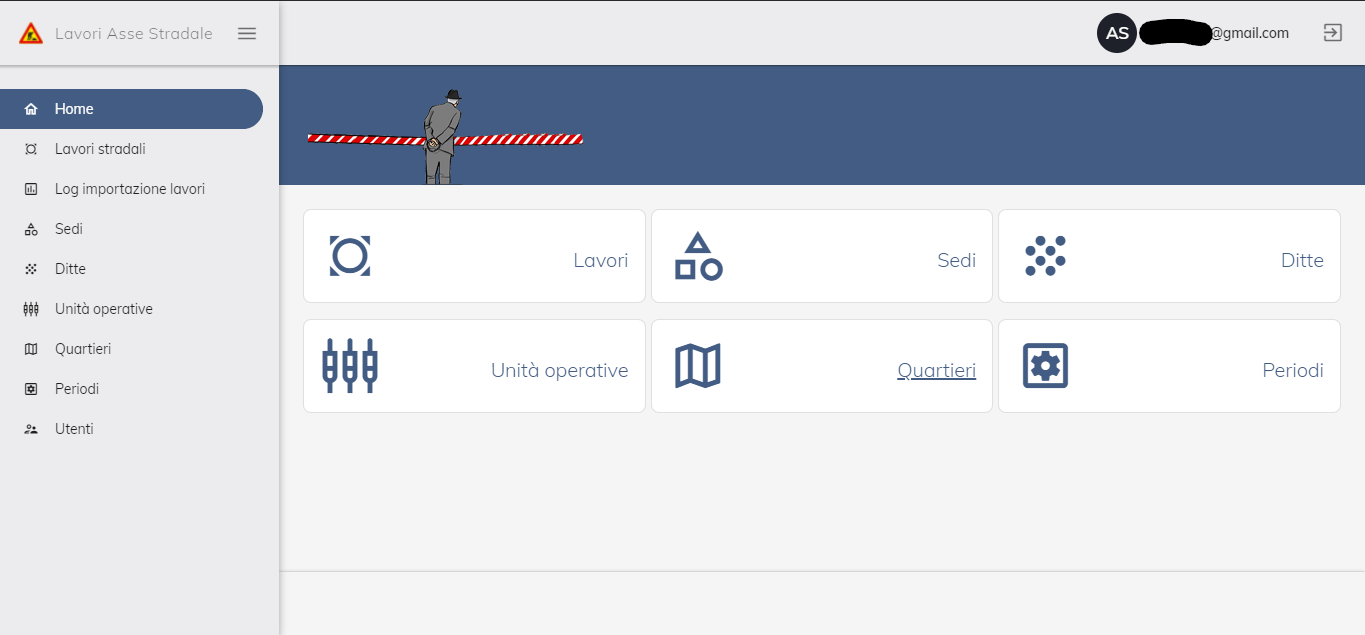 Lavori Asse Stradale
AS @gmail.com
Home
Lavori stradali
Log importazione lavori
Sedi
Ditte
Unità operative
Quartieri
Periodi
Utenti
Lavori
Sedi
Ditte
Unità operative
Quartieri
Periodi